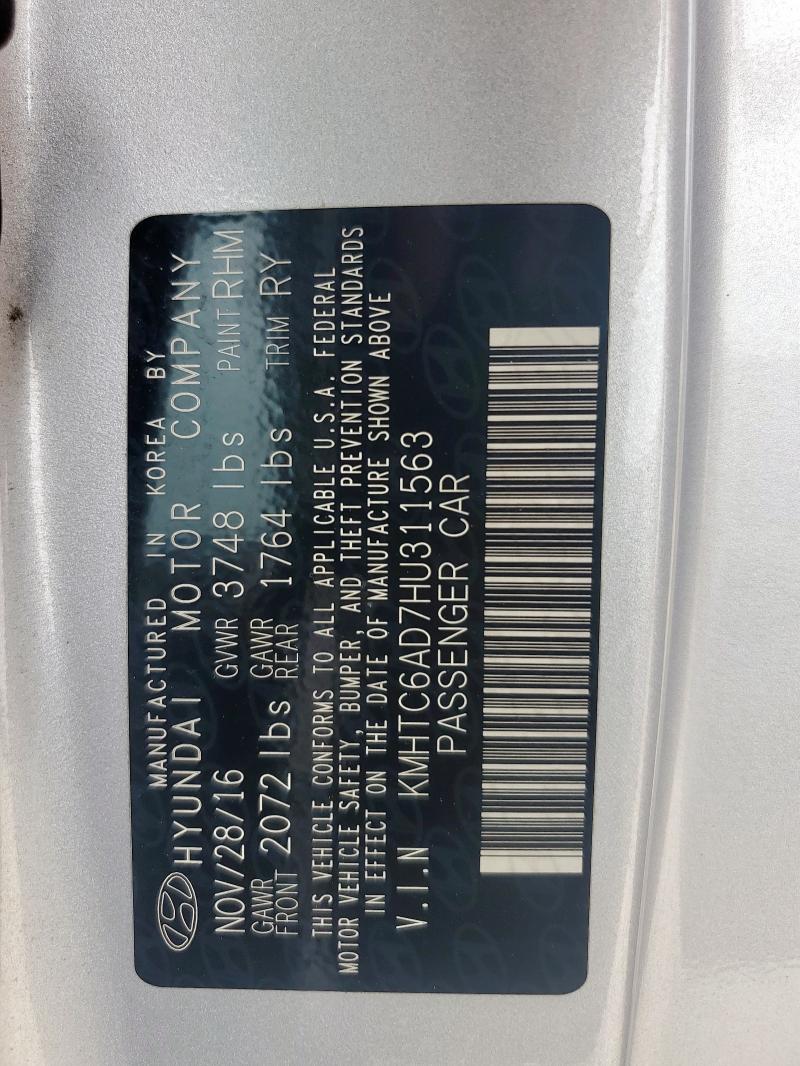 MANUFACTURED IN KOREA BY
HYUNDAI MOTOR COMPANY
NOV/28/16 GVWR 3748 lbs PAINT RHM
GAWR FRONT 2072 lbs GAWR REAR 1764 lbs TRIM RY
THIS VEHICLE CONFORMS TO ALL APPLICABLE U.S.A. FEDERAL
MOTOR VEHICLE SAFETY, BUMPER, AND THEFT PREVENTION STANDARDS
IN EFFECT ON THE DATE OF MANUFACTURE SHOWN ABOVE
V.I.N KMHTC6AD7HU311563
PASSENGER CAR